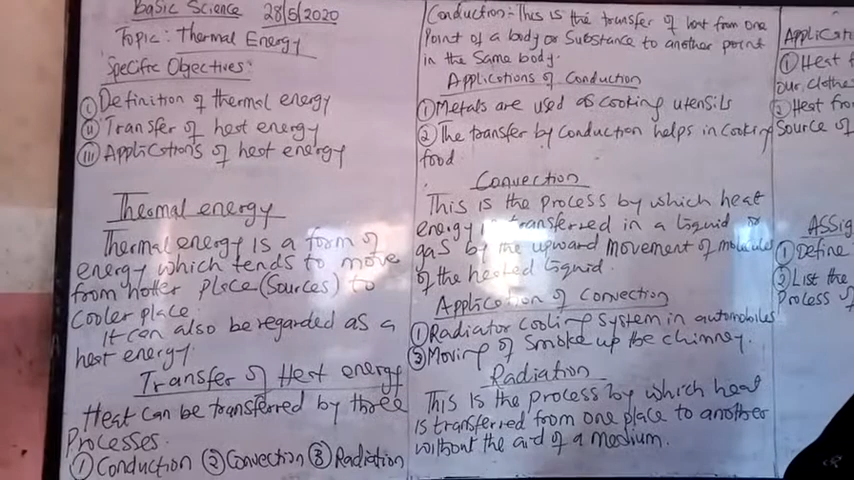 Basic Science 28/5/2020
Topic: Thermal Energy
Specific Objectives:
(i) Definition of thermal energy
(ii) Transfer of heat energy
(iii) Applications of heat energy
Thermal energy
Thermal energy is a form of
energy which tends to move
from hotter place (sources) to
cooler place.
It can also be regarded as a
heat energy.
Transfer of Heat energy
Heat can be transferred by three
Processes.
① Conduction ② Convection ③ Radiation
Conduction:- This is the transfer of heat from one
Point of a body or Substance to another point
in the same body.
Applications of Conduction
① Metals are used as cooking utensils
② The transfer by conduction helps in cooking
food.
Convection
This is the process by which heat
energy is transferred in a liquid or
gas by the upward movement of molecules
of the heated liquid.
Application of Convection
① Radiator cooling system in automobiles
② Moving of smoke up the chimney.
Radiation
This is the process by which heat
is transferred from one place to another
without the aid of a medium.
① Heat
our clothes
② Heat
Source of
① Define
② List the
Process of